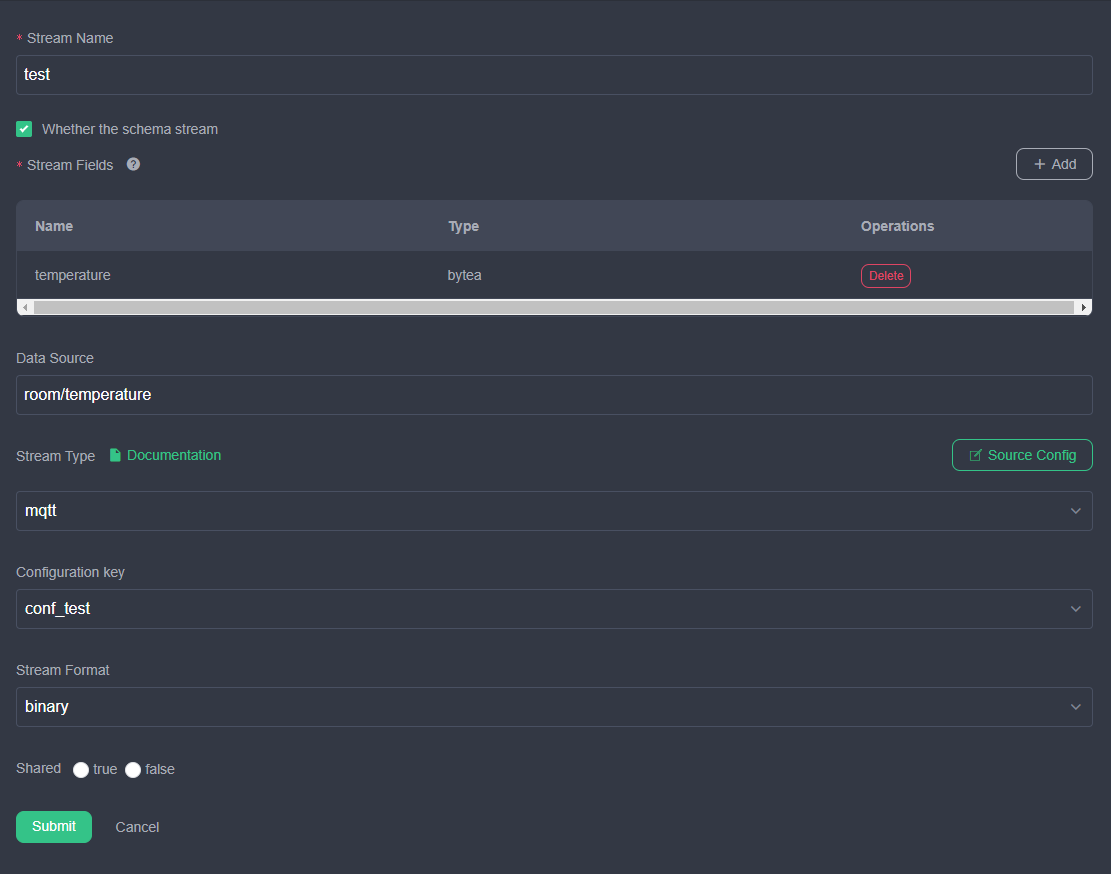 * Stream Name
test
Whether the schema stream
* Stream Fields ? + Add
Name Type Operations
temperature bytea Delete
Data Source
room/temperature
Stream Type Documentation Source Config
mqtt
Configuration key
conf_test
Stream Format
binary
Shared true false
Submit Cancel